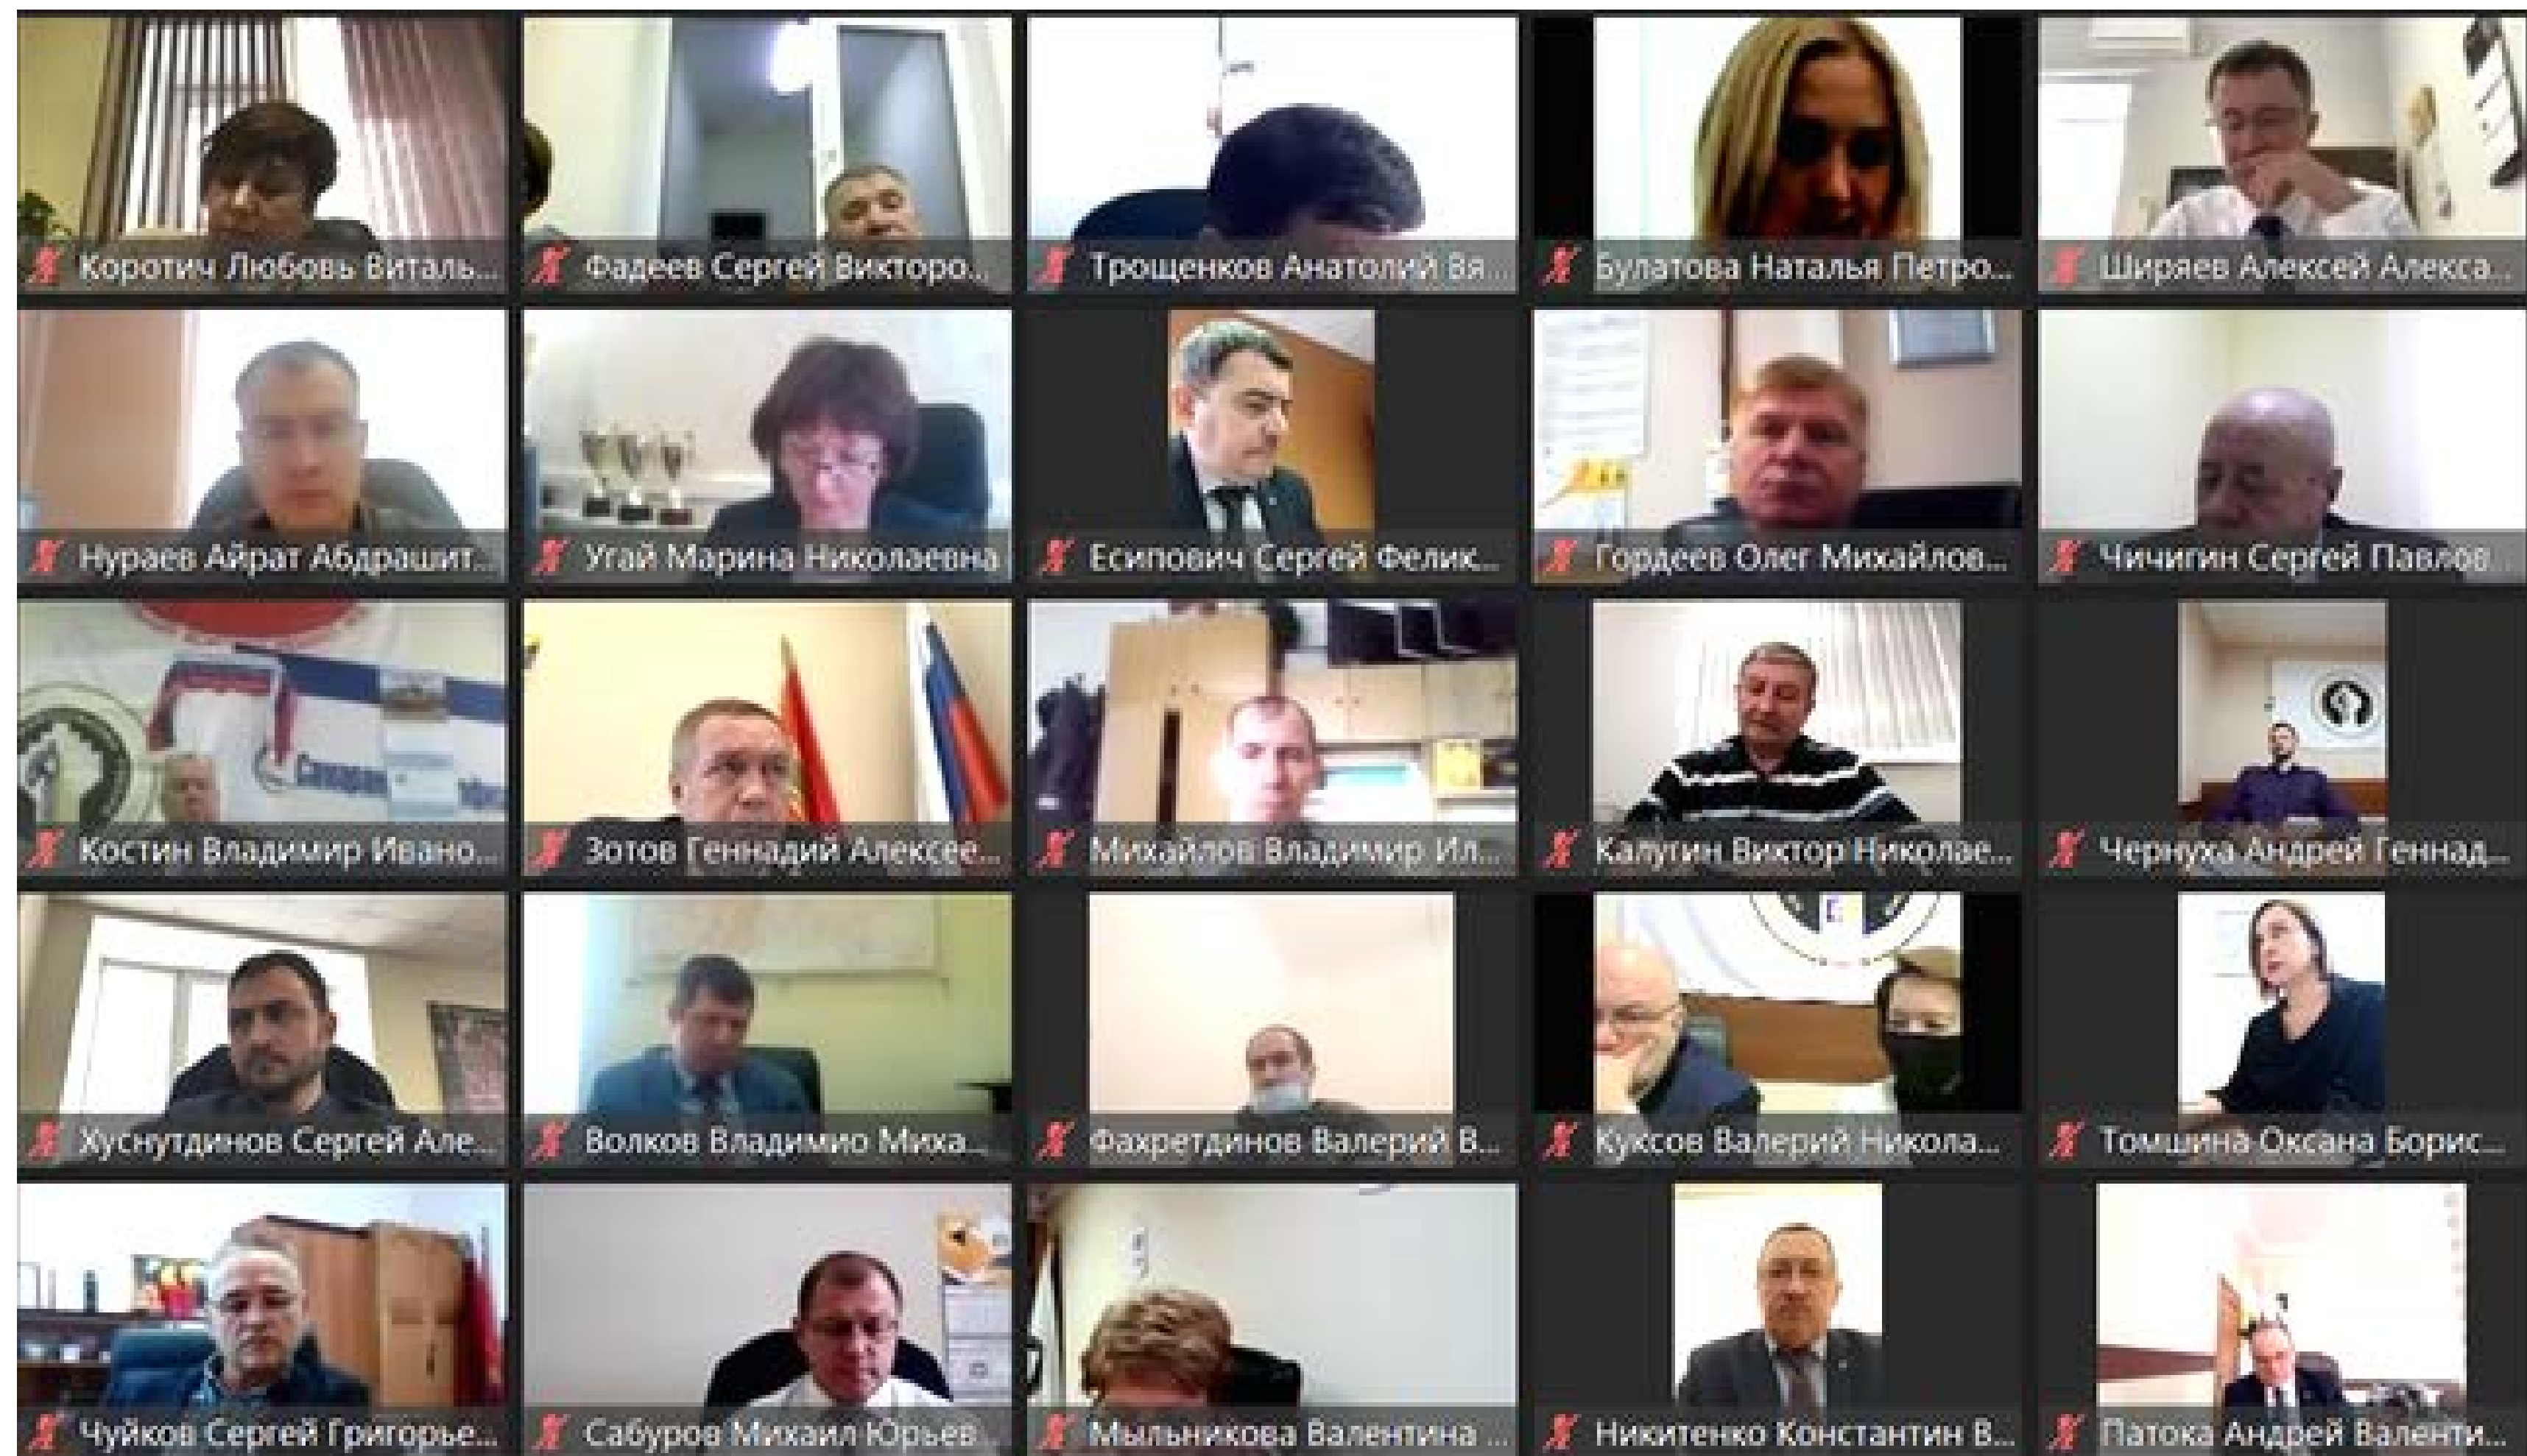 Коротич Любовь Виталь...
Фадеев Сергей Викторо...
Трощенков Анатолий Вя...
Булатова Наталья Петро...
Ширяев Алексей Алекса...
Нураев Айрат Абдрашит...
Угай Марина Николаевна
Есипович Сергей Феликс...
Гордеев Олег Михайлов...
Чичигин Сергей Павлов...
Костин Владимир Ивано...
Зотов Геннадий Алексее...
Михайлов Владимир Ил...
Калугин Виктор Николае...
Чернуха Андрей Геннад...
Хуснутдинов Сергей Але...
Волков Владимио Миха...
Фахретдинов Валерий В...
Куксов Валерий Никола...
Томшина Оксана Борис...
Чуйков Сергей Григорье...
Сабуров Михаил Юрьев...
Мыльникова Валентина ...
Никитенко Константин В...
Патока Андрей Валенти...